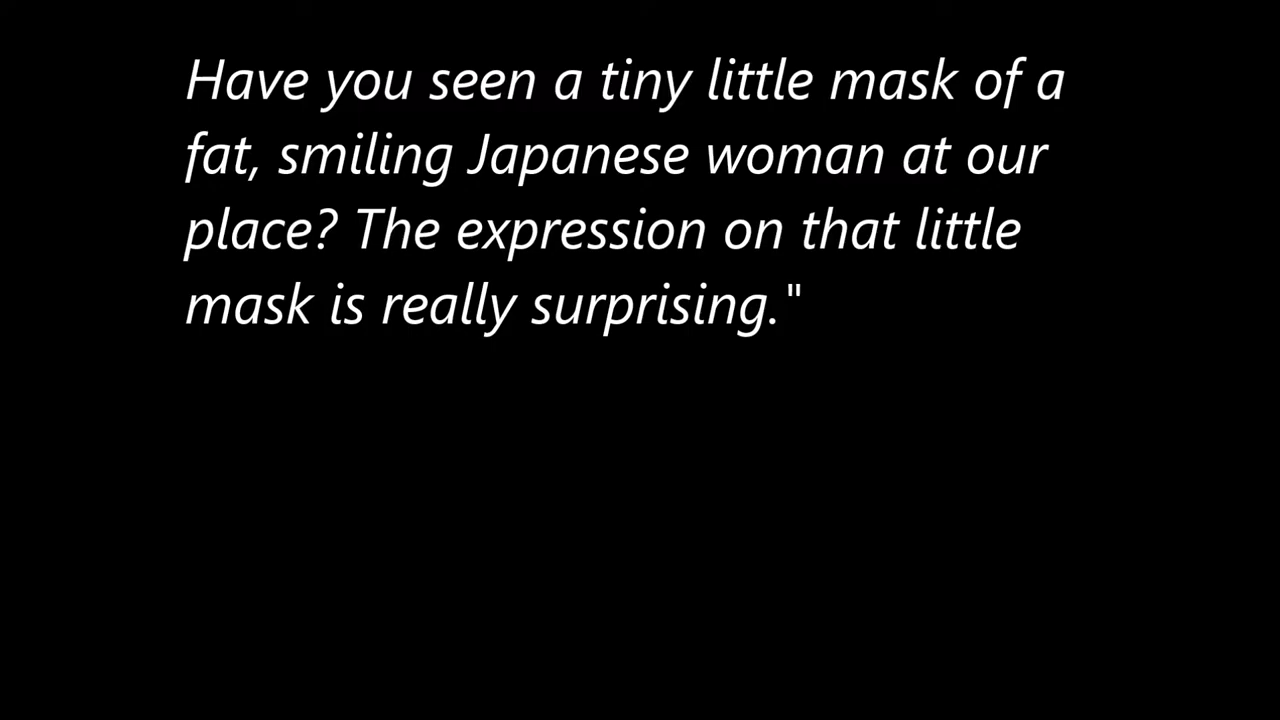 Have you seen a tiny little mask of a
fat, smiling Japanese woman at our
place? The expression on that little
mask is really surprising."